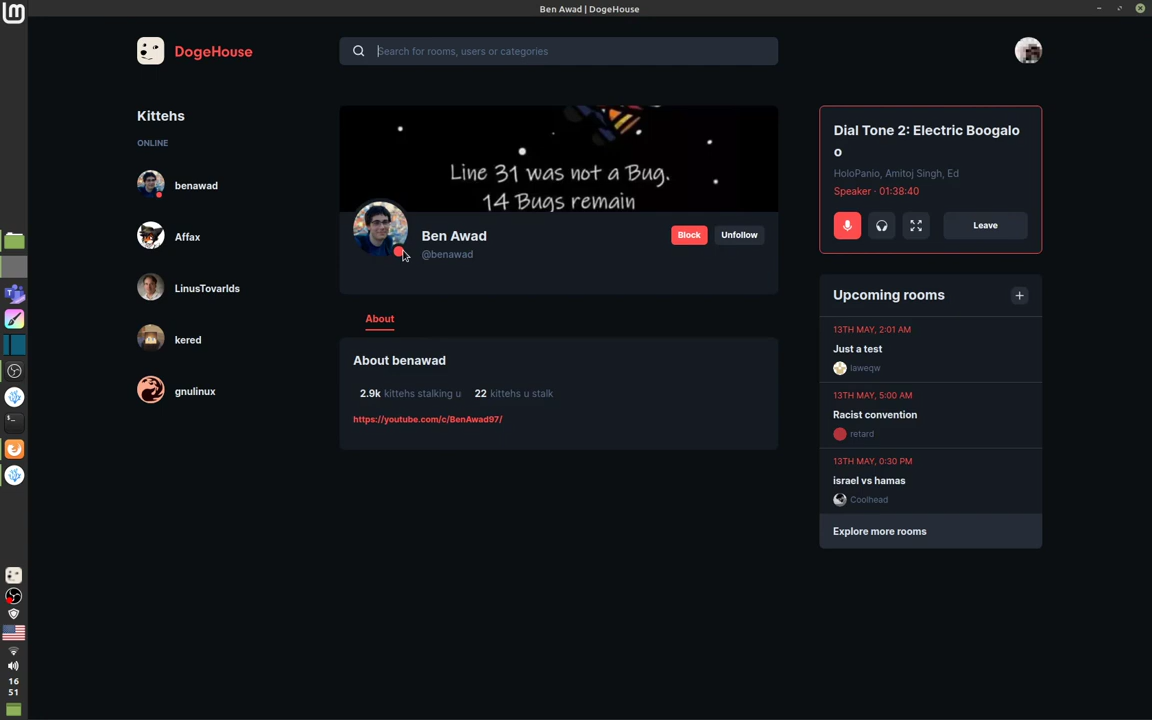 Ben Awad | DogeHouse
DogeHouse
Search for rooms, users or categories
Kittehs
ONLINE
benawad
Affax
LinusTovarlds
kered
gnulinux
Line 31 was not a Bug.
14 Bugs remain
Ben Awad
@benawad
Block
Unfollow
About
About benawad
2.9k kittehs stalking u 22 kittehs u stalk
https://youtube.com/c/BenAwad97/
Dial Tone 2: Electric Boogalo
o
HoloPanio, Amitoj Singh, Ed
Speaker · 01:38:40
Leave
Upcoming rooms
13TH MAY, 2:01 AM
Just a test
laweqw
13TH MAY, 5:00 AM
Racist convention
retard
13TH MAY, 0:30 PM
israel vs hamas
Coolhead
Explore more rooms
16
51